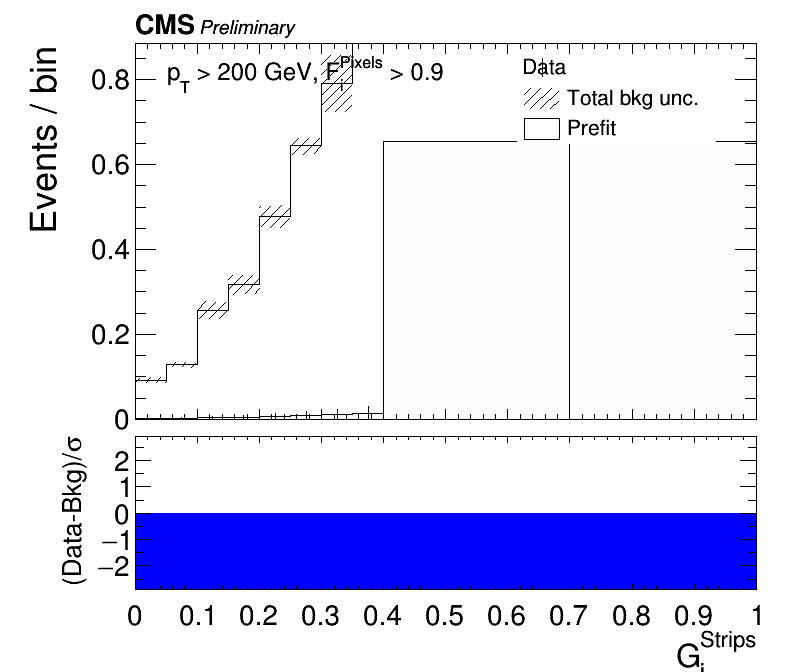 CMS Preliminary
Events / bin
p_T > 200 GeV, F_i^Pixels > 0.9
Data
Total bkg unc.
Prefit
0.8
0.6
0.4
0.2
0
(Data-Bkg)/σ
2
1
0
−1
−2
0 0.1 0.2 0.3 0.4 0.5 0.6 0.7 0.8 0.9 1
G_i^Strips